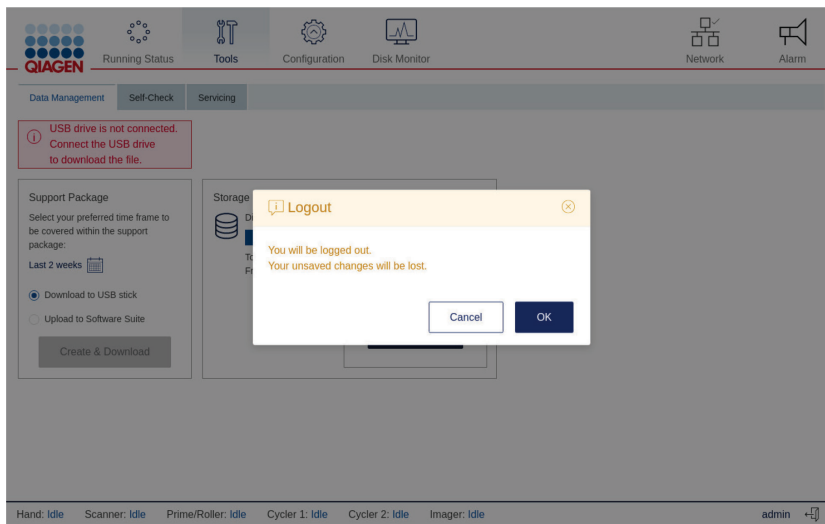 QIAGEN
Running Status
Tools
Configuration
Disk Monitor
Network
Alarm
Data Management
Self-Check
Servicing
USB drive is not connected.
Connect the USB drive
to download the file.
Support Package
Select your preferred time frame to
be covered within the support
package:
Last 2 weeks
Download to USB stick
Upload to Software Suite
Create & Download
Storage
Logout
You will be logged out.
Your unsaved changes will be lost.
Cancel
OK
Hand: Idle
Scanner: Idle
Prime/Roller: Idle
Cycler 1: Idle
Cycler 2: Idle
Imager: Idle
admin